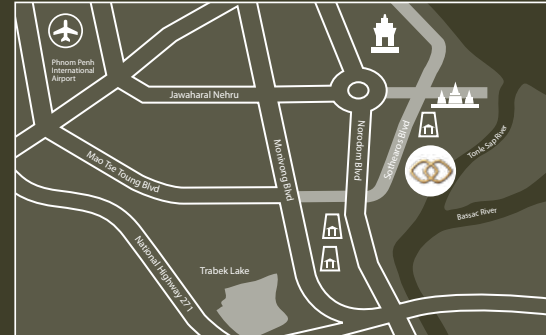 Phnom Penh
International
Airport
Jawaharal Nehru
Mao Tse Toung Blvd
Monivong Blvd
Norodom Blvd
Sothearos Blvd
Tonle Sap River
Bassac River
National Highway 271
Trabek Lake